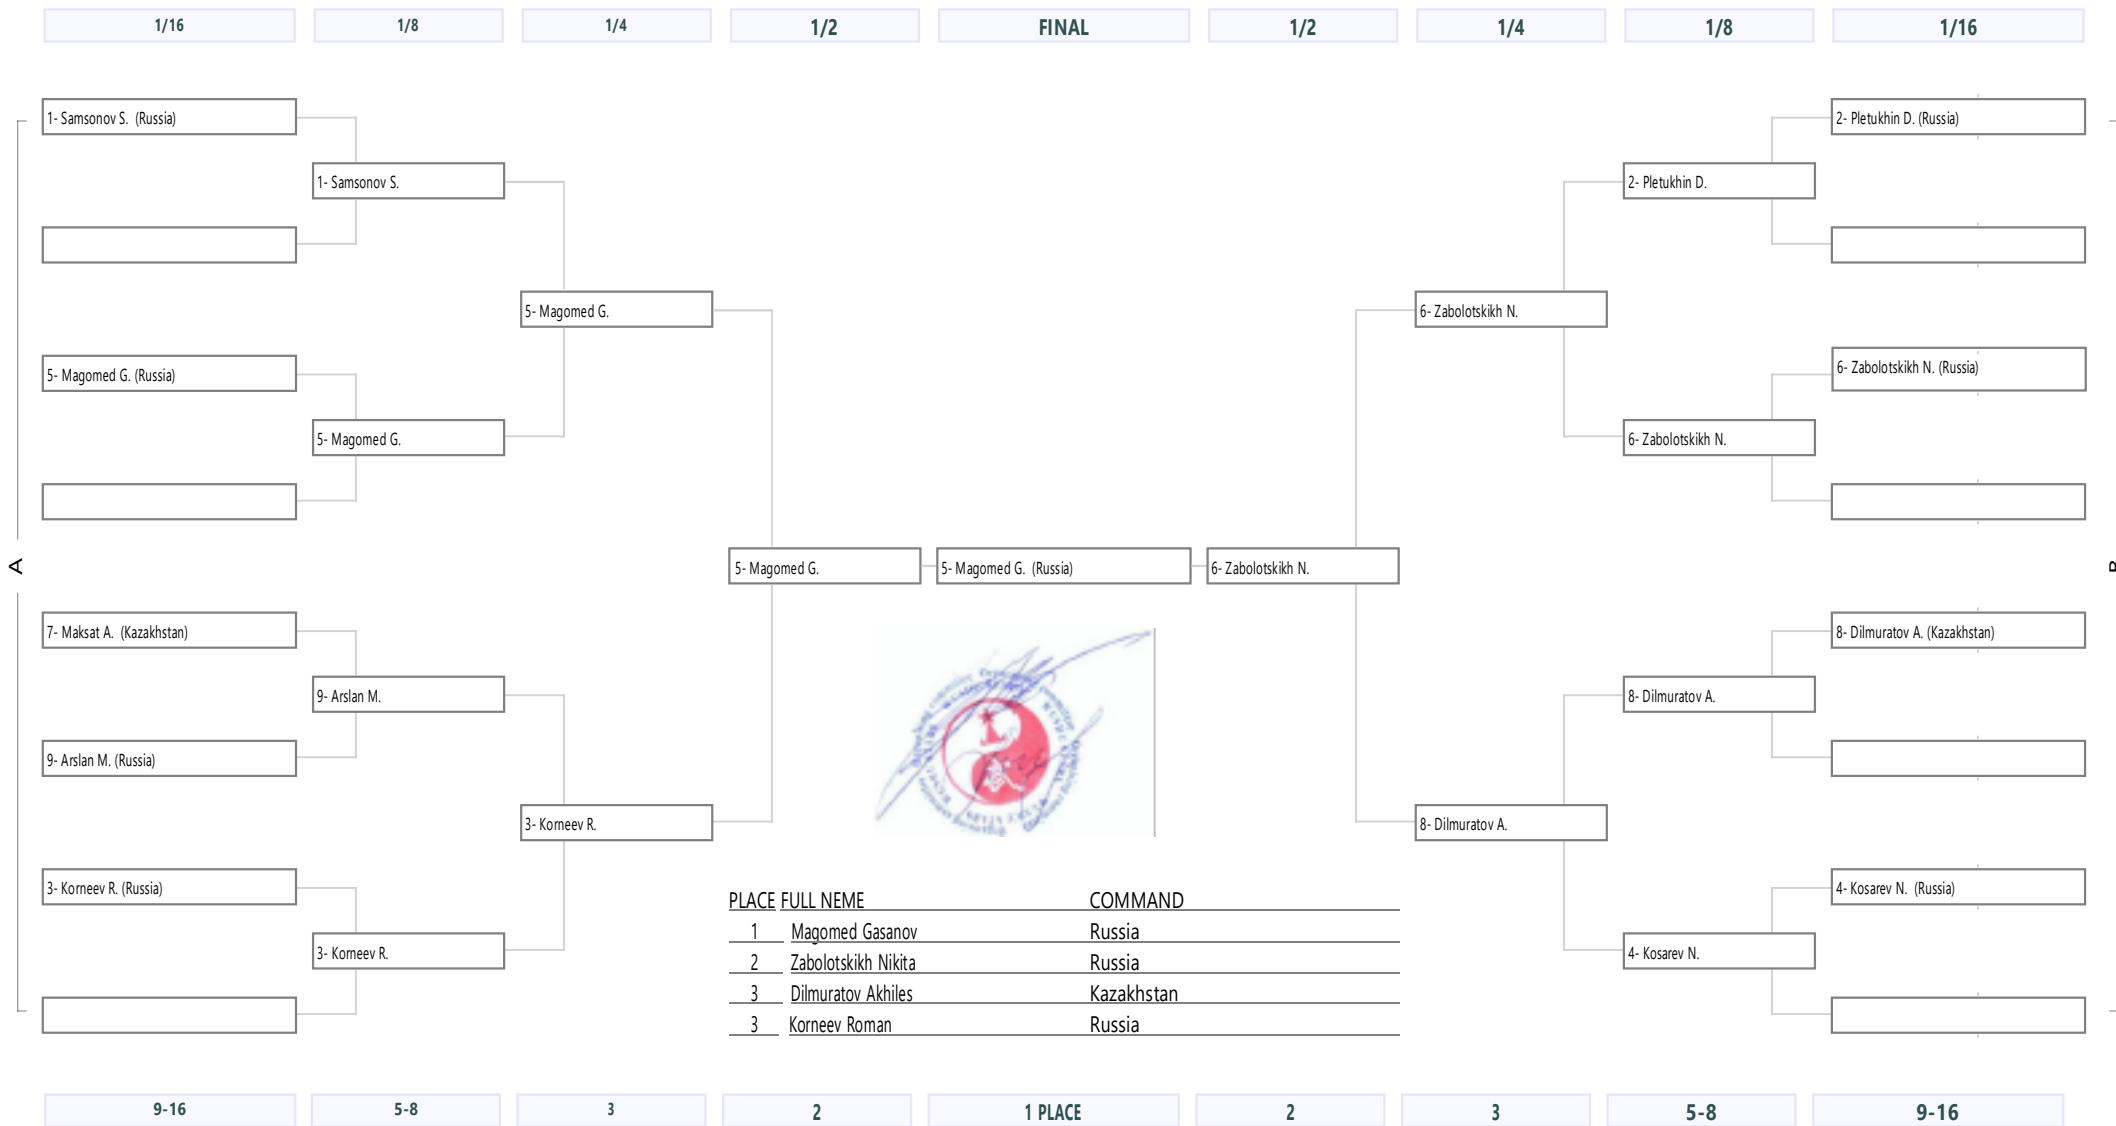 1/16 1/8 1/4 1/2 FINAL 1/2 1/4 1/8 1/16
1- Samsonov S. (Russia) 2- Pletukhin D. (Russia)
1- Samsonov S. 2- Pletukhin D.
5- Magomed G. 6- Zabolotskikh N.
5- Magomed G. (Russia) 6- Zabolotskikh N. (Russia)
5- Magomed G. 6- Zabolotskikh N.
A 5- Magomed G. 5- Magomed G. (Russia) 6- Zabolotskikh N.
7- Maksat A. (Kazakhstan) 8- Dilmuratov A. (Kazakhstan)
9- Arslan M. 8- Dilmuratov A.
9- Arslan M. (Russia)
3- Korneev R. 8- Dilmuratov A.
3- Korneev R. (Russia) 4- Kosarev N. (Russia)
3- Korneev R. 4- Kosarev N.
PLACE FULL NEME COMMAND
1 Magomed Gasanov Russia
2 Zabolotskikh Nikita Russia
3 Dilmuratov Akhiles Kazakhstan
3 Korneev Roman Russia
9-16 5-8 3 2 1 PLACE 2 3 5-8 9-16